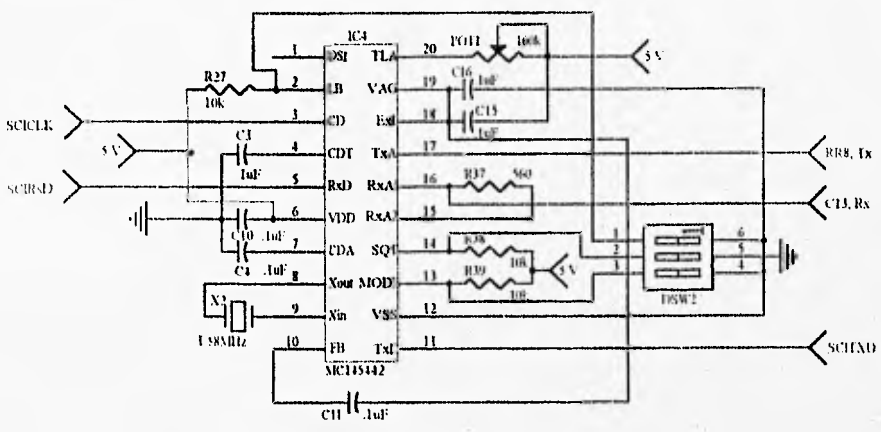 IC4
1 DSI TLA 20 POT1 100k 5 V
R27 10k 2 LB VAG 19 C16 .1uF
SCICLK 3 CD ExI 18 C15 .1uF
5 V C3 .1uF 4 CDT TxA 17 RR8, Tx
SCIRxD 5 RxD RxA1 16 R37 560
C13, Rx
6 VDD RxA2 15
C10 .1uF
C4 .1uF 7 CDA SQT 14 R38 10k 1 2 3 6 5 4
8 Xout MODE 13 R39 10k 5 V
DSW2
X2 9 Xin VSS 12
10 FB TxD 11 SCITXD
MC145442
C11 .1uF